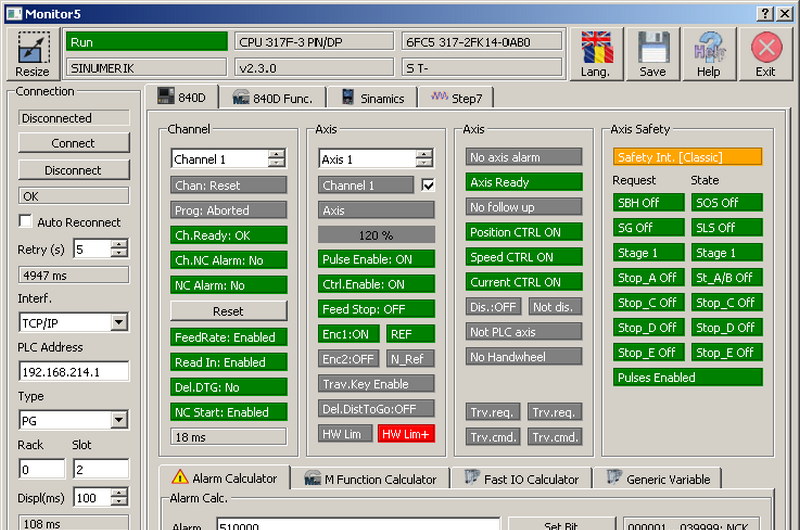 Monitor5
Resize
Run
CPU 317F-3 PN/DP
6FC5 317-2FK14-0AB0
SINUMERIK
v2.3.0
S T-
Lang.
Save
Help
Help
Exit
Connection
Disconnected
Connect
Disconnect
OK
Auto Reconnect
Retry (s) 5
4947 ms
Interf.
TCP/IP
PLC Address
192.168.214.1
Type
PG
Rack Slot
0 2
Displ(ms) 100
108 ms
840D
840D Func.
Sinamics
Step7
Channel
Channel 1
Chan: Reset
Prog: Aborted
Ch.Ready: OK
Ch.NC Alarm: No
NC Alarm: No
Reset
FeedRate: Enabled
Read In: Enabled
Del.DTG: No
NC Start: Enabled
18 ms
Axis
Axis 1
Channel 1
Axis
120 %
Pulse Enable: ON
Ctrl.Enable: ON
Feed Stop: OFF
Enc1:ON REF
Enc2:OFF N_Ref
Trav.Key Enable
Del.DistToGo:OFF
HW Lim HW Lim+
Axis
No axis alarm
Axis Ready
No follow up
Position CTRL ON
Speed CTRL ON
Current CTRL ON
Dis.:OFF Not dis.
Not PLC axis
No Handwheel
Trv.req. Trv.req.
Trv.cmd. Trv.cmd.
Axis Safety
Safety Int. [Classic]
Request State
SBH Off SOS Off
SG Off SLS Off
Stage 1 Stage 1
Stop_A Off St_A/B Off
Stop_C Off Stop_C Off
Stop_D Off Stop_D Off
Stop_E Off Stop_E Off
Pulses Enabled
Alarm Calculator
M Function Calculator
Fast IO Calculator
Generic Variable
Alarm Calc.
Alarm 510000
Set Bit
000001 039999: NCK